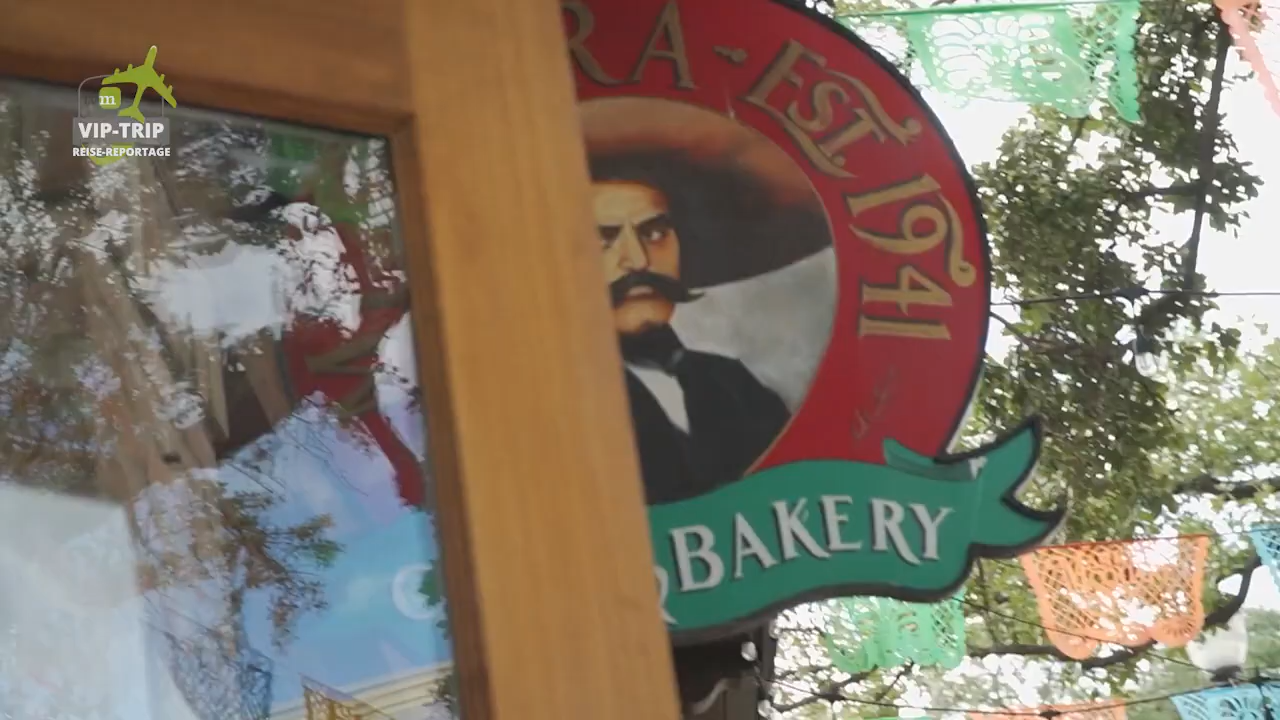 m
VIP-TRIP
REISE-REPORTAGE
RA - EST. 1941
R BAKERY